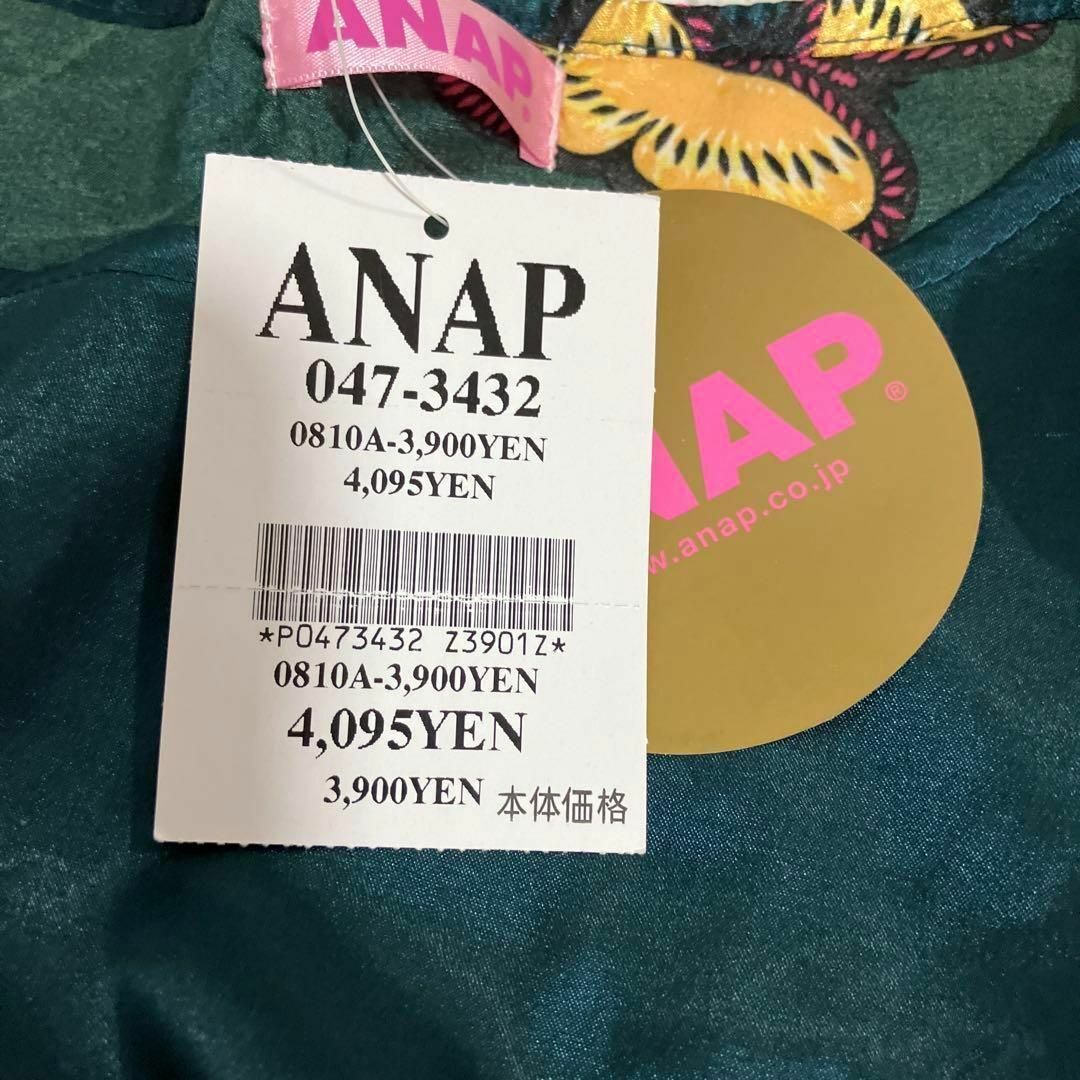 ANAP.
ANAP
047-3432
0810A-3,900YEN
4,095YEN
*P0473432 Z3901Z*
0810A-3,900YEN
4,095YEN
3,900YEN 本体価格
NAP®
w.anap.co.jp